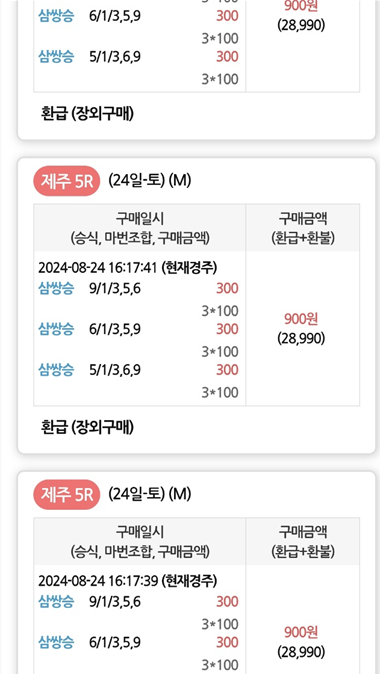 3*100
삼쌍승 6/1/3,5,9 300
900원
(28,990)
3*100
삼쌍승 5/1/3,6,9 300
3*100
환급 (장외구매)
제주 5R (24일-토) (M)
구매일시 구매금액
(승식, 마번조합, 구매금액) (환급+환불)
2024-08-24 16:17:41 (현재경주)
삼쌍승 9/1/3,5,6 300
3*100
900원
삼쌍승 6/1/3,5,9 300
(28,990)
3*100
삼쌍승 5/1/3,6,9 300
3*100
환급 (장외구매)
제주 5R (24일-토) (M)
구매일시 구매금액
(승식, 마번조합, 구매금액) (환급+환불)
2024-08-24 16:17:39 (현재경주)
삼쌍승 9/1/3,5,6 300
3*100
900원
삼쌍승 6/1/3,5,9 300
(28,990)
3*100